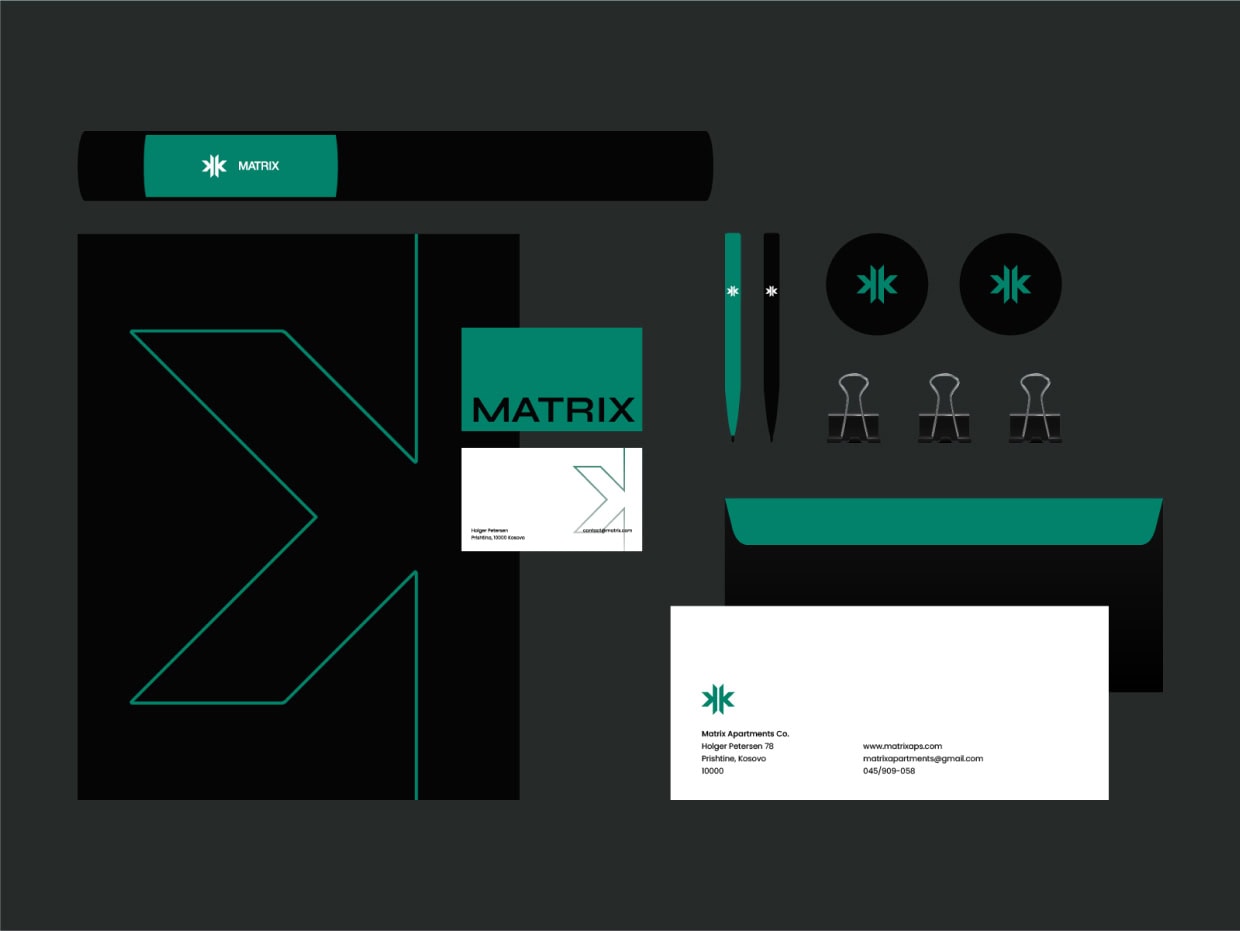 MATRIX
MATRIX
Holger Petersen
Prishtina, 10000 Kosovo
contact@matrix.com
Matrix Apartments Co.
Holger Petersen 78
Prishtine, Kosovo
10000
www.matrixaps.com
matrixapartments@gmail.com
045/909-058